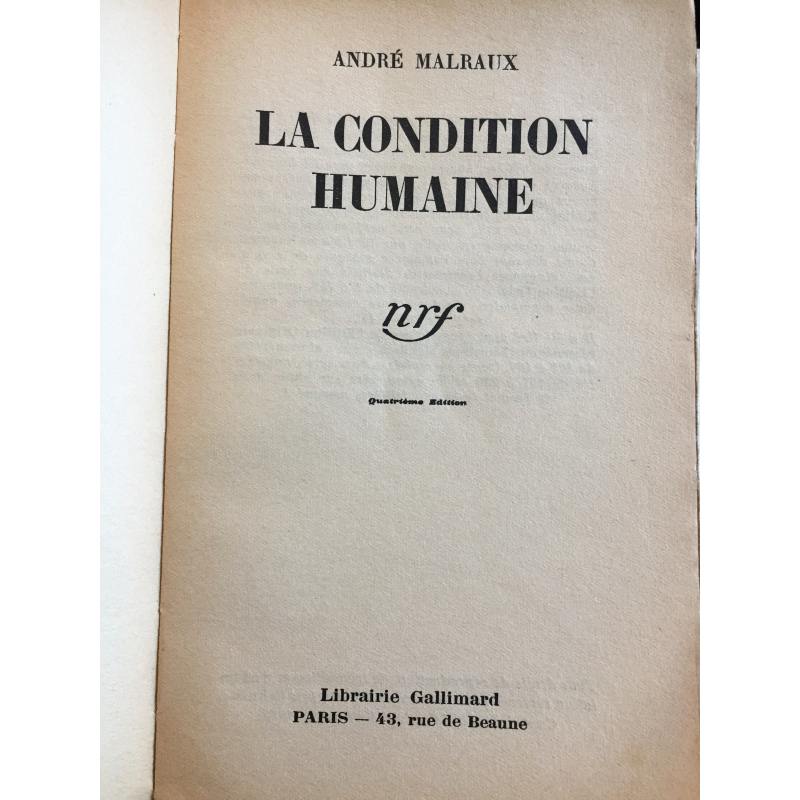 ANDRÉ MALRAUX
LA CONDITION
HUMAINE
nrf
Quatrième Edition
Librairie Gallimard
PARIS — 43, rue de Beaune